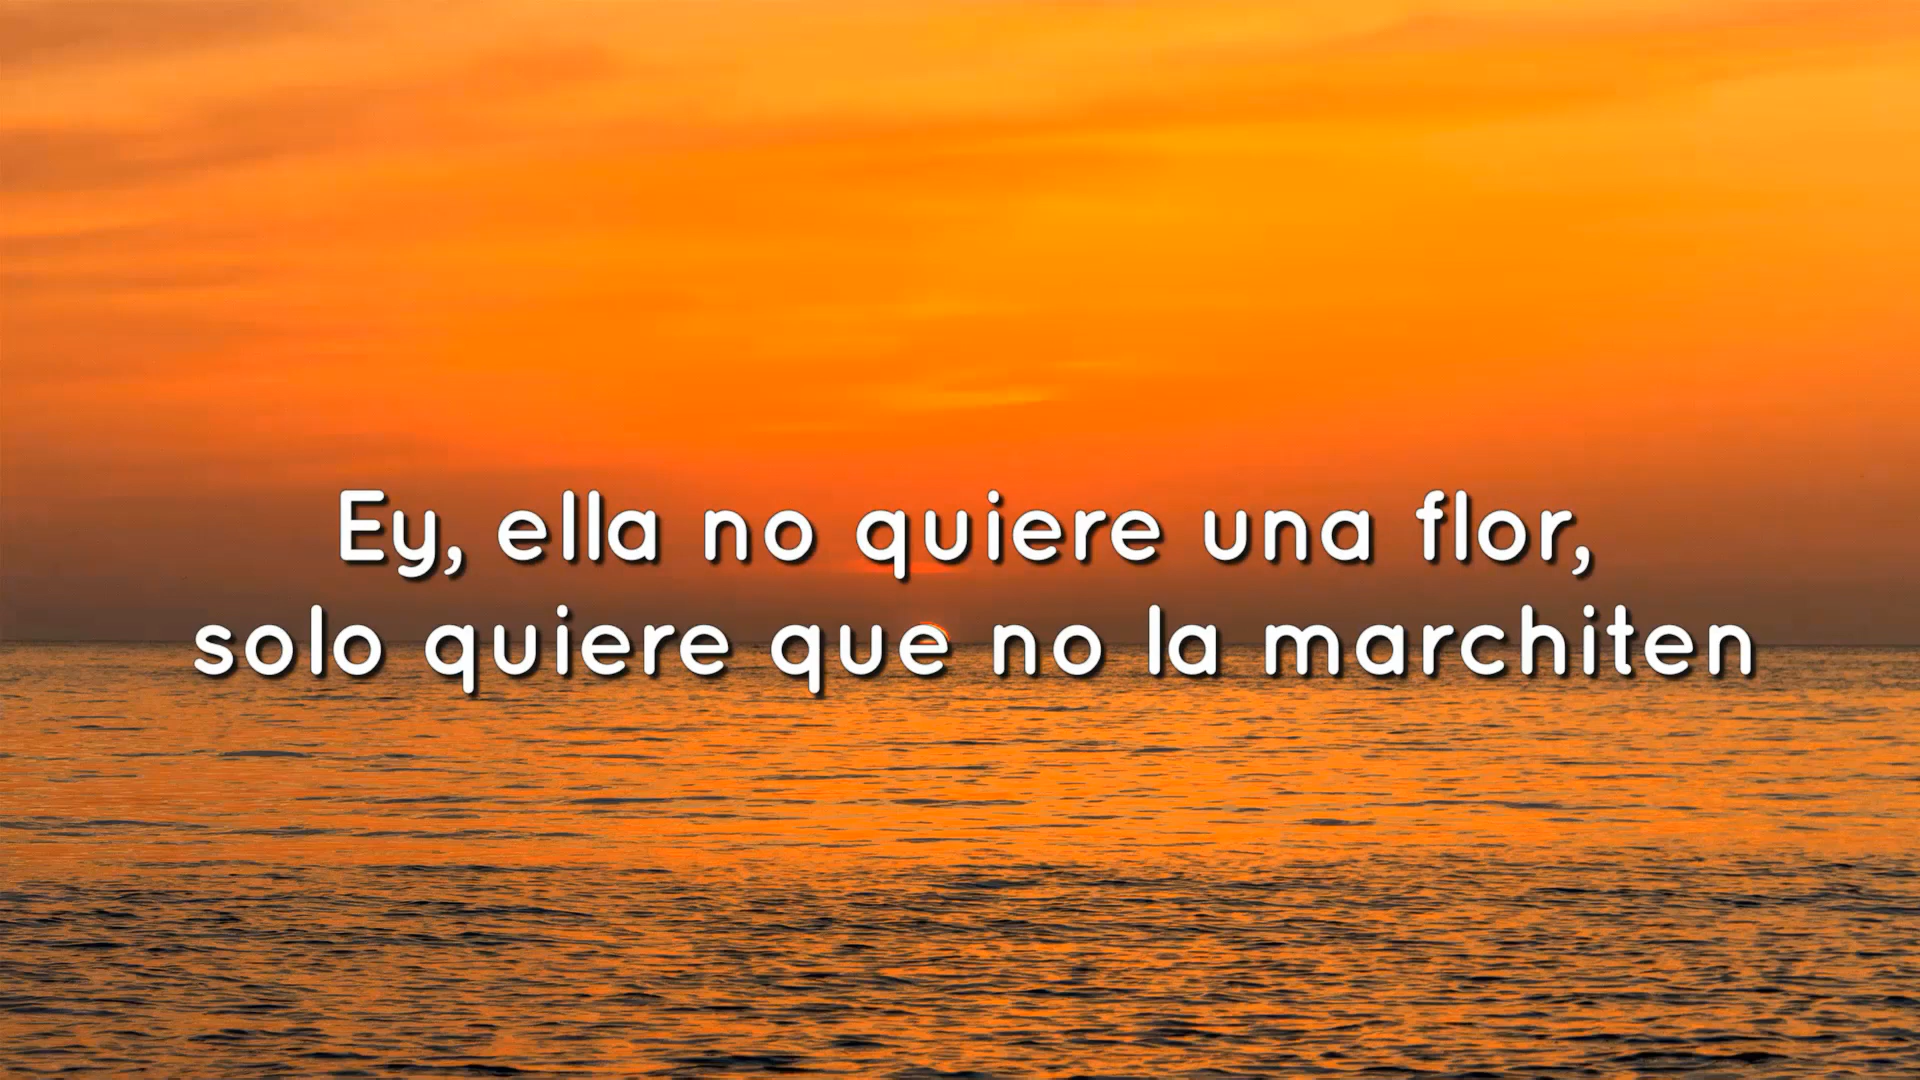 Ey, ella no quiere una flor,
solo quiere que no la marchiten